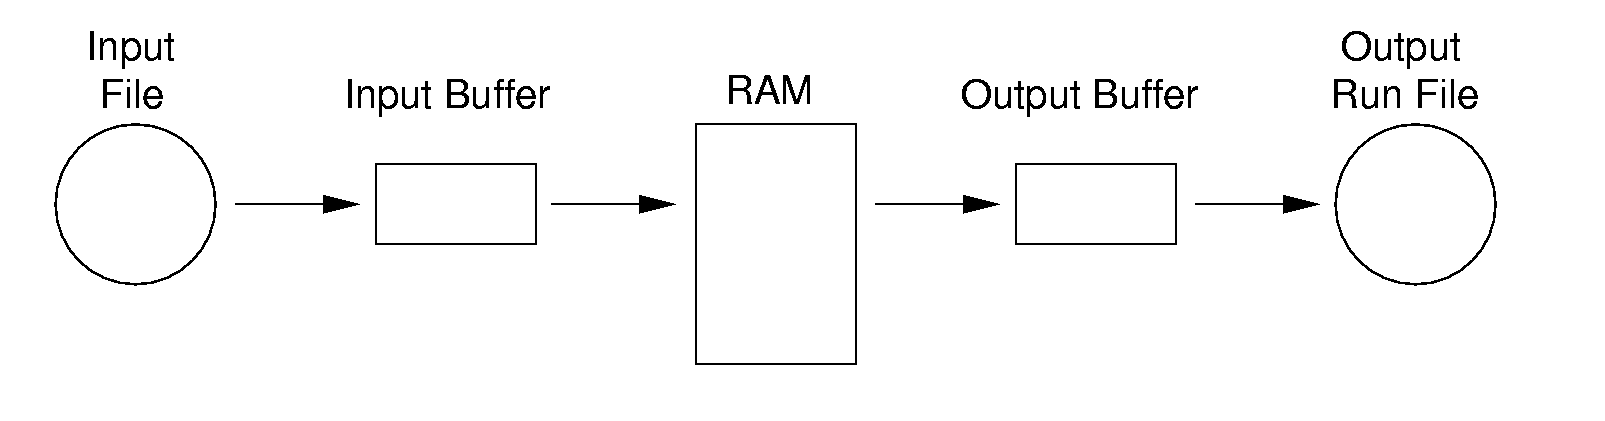 Input
File
Input Buffer
RAM
Output Buffer
Output
Run File